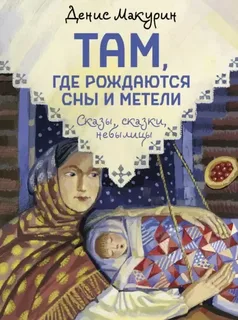 Денис Макурин
ТАМ,
ГДЕ РОЖДАЮТСЯ
СНЫ И МЕТЕЛИ
Сказы, сказки,
небылицы